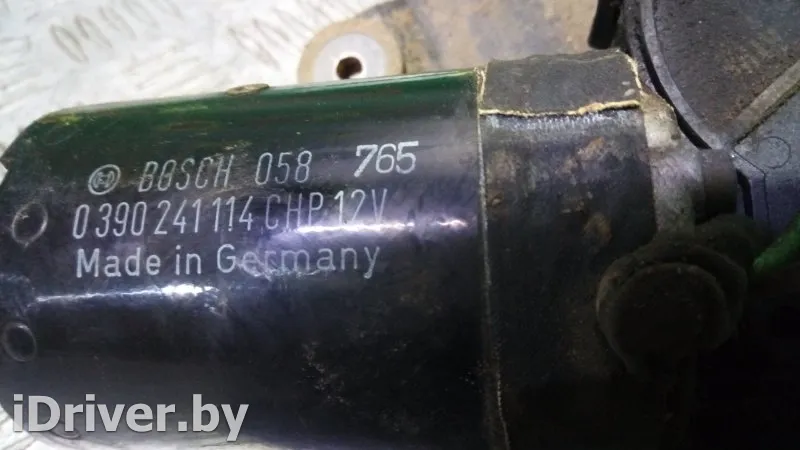 BOSCH 058 765
0 390 241 114 CHP 12V
Made in Germany
iDriver.by